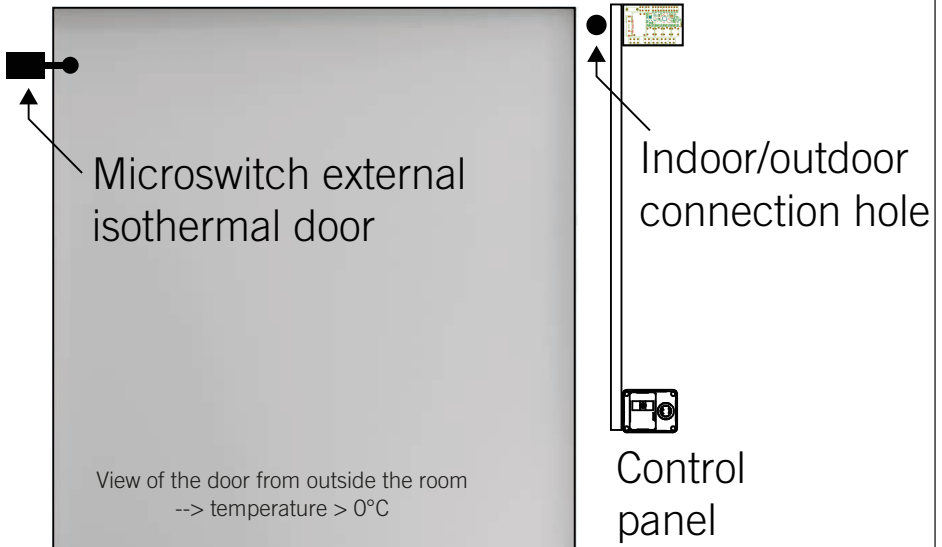 Microswitch external
isothermal door
Indoor/outdoor
connection hole
View of the door from outside the room
--> temperature > 0°C
Control
panel